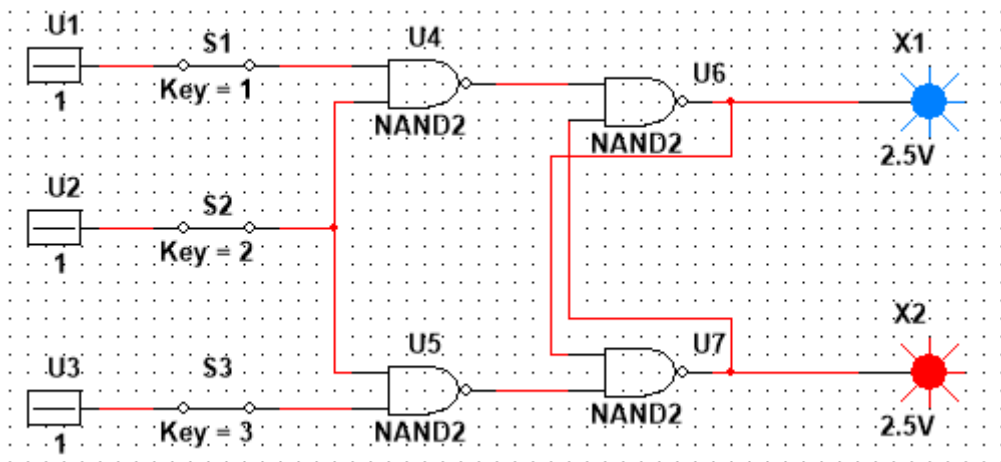 U1
S1
U4
X1
U6
1
Key = 1
NAND2
NAND2
2.5V
U2
S2
1
Key = 2
U3
S3
U5
U7
X2
1
Key = 3
NAND2
NAND2
2.5V